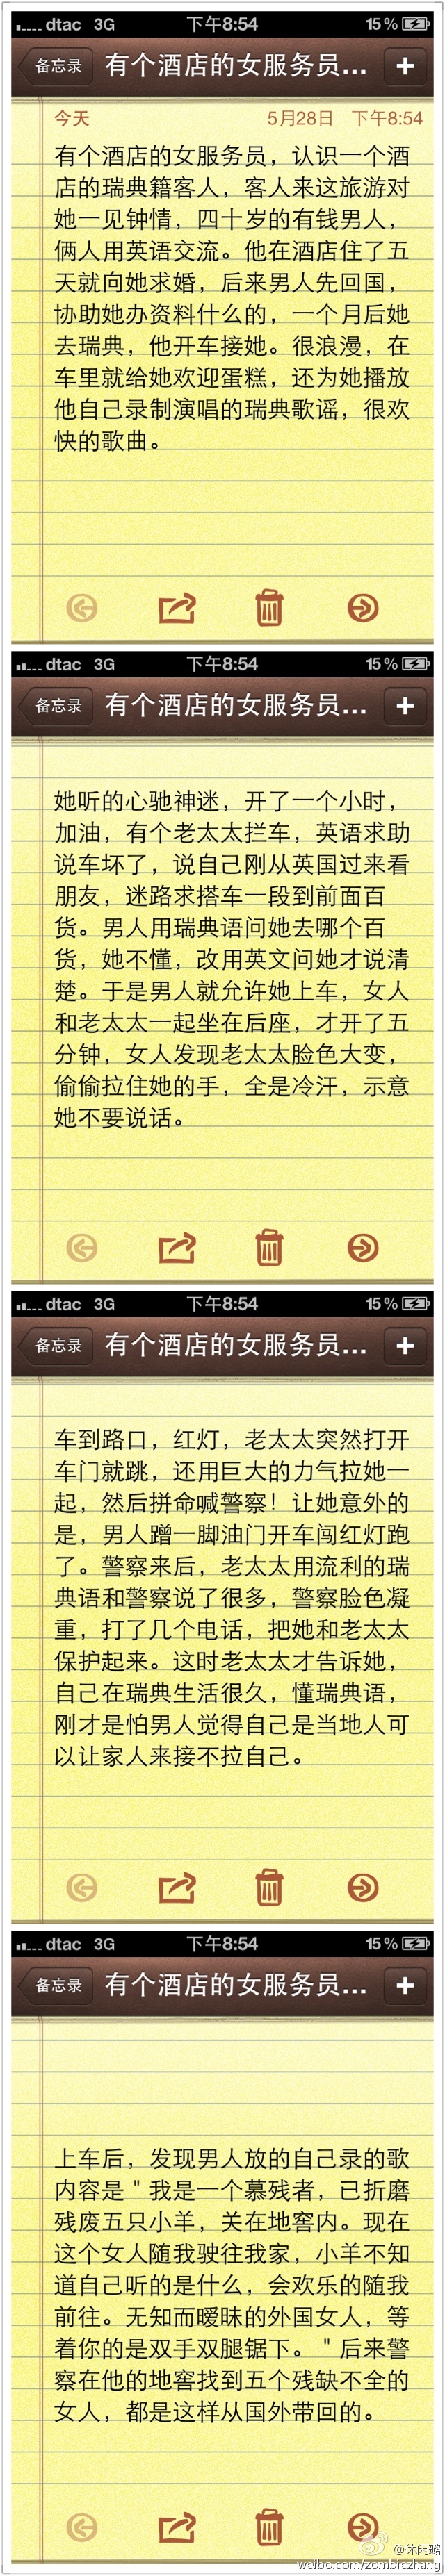 dtac 3G 下午8:54 15%
备忘录 有个酒店的女服务员... +
今天 5月28日 下午8:54
有个酒店的女服务员，认识一个酒
店的瑞典籍客人，客人来这旅游对
她一见钟情，四十岁的有钱男人，
俩人用英语交流。他在酒店住了五
天就向她求婚，后来男人先回国，
协助她办资料什么的，一个月后她
去瑞典，他开车接她。很浪漫，在
车里就给她欢迎蛋糕，还为她播放
他自己录制演唱的瑞典歌谣，很欢
快的歌曲。
dtac 3G 下午8:54 15%
备忘录 有个酒店的女服务员... +
她听的心驰神迷，开了一个小时，
加油，有个老太太拦车，英语求助
说车坏了，说自己刚从英国过来看
朋友，迷路求搭车一段到前面百
货。男人用瑞典语问她去哪个百
货，她不懂，改用英文问她才说清
楚。于是男人就允许她上车，女人
和老太太一起坐在后座，才开了五
分钟，女人发现老太太脸色大变，
偷偷拉住她的手，全是冷汗，示意
她不要说话。
dtac 3G 下午8:54 15%
备忘录 有个酒店的女服务员... +
车到路口，红灯，老太太突然打开
车门就跳，还用巨大的力气拉她一
起，然后拼命喊警察！让她意外的
是，男人蹭一脚油门开车闯红灯跑
了。警察来后，老太太用流利的瑞
典语和警察说了很多，警察脸色凝
重，打了几个电话，把她和老太太
保护起来。这时老太太才告诉她，
自己在瑞典生活很久，懂瑞典语，
刚才是怕男人觉得自己是当地人可
以让家人来接不拉自己。
dtac 3G 下午8:54 15%
备忘录 有个酒店的女服务员... +
上车后，发现男人放的自己录的歌
内容是＂我是一个慕残者，已折磨
残废五只小羊，关在地窖内。现在
这个女人随我驶往我家，小羊不知
道自己听的是什么，会欢乐的随我
前往。无知而暧昧的外国女人，等
着你的是双手双腿锯下。＂后来警
察在他的地窖找到五个残缺不全的
女人，都是这样从国外带回的。
@休闲璐
weibo.com/zombiezhang